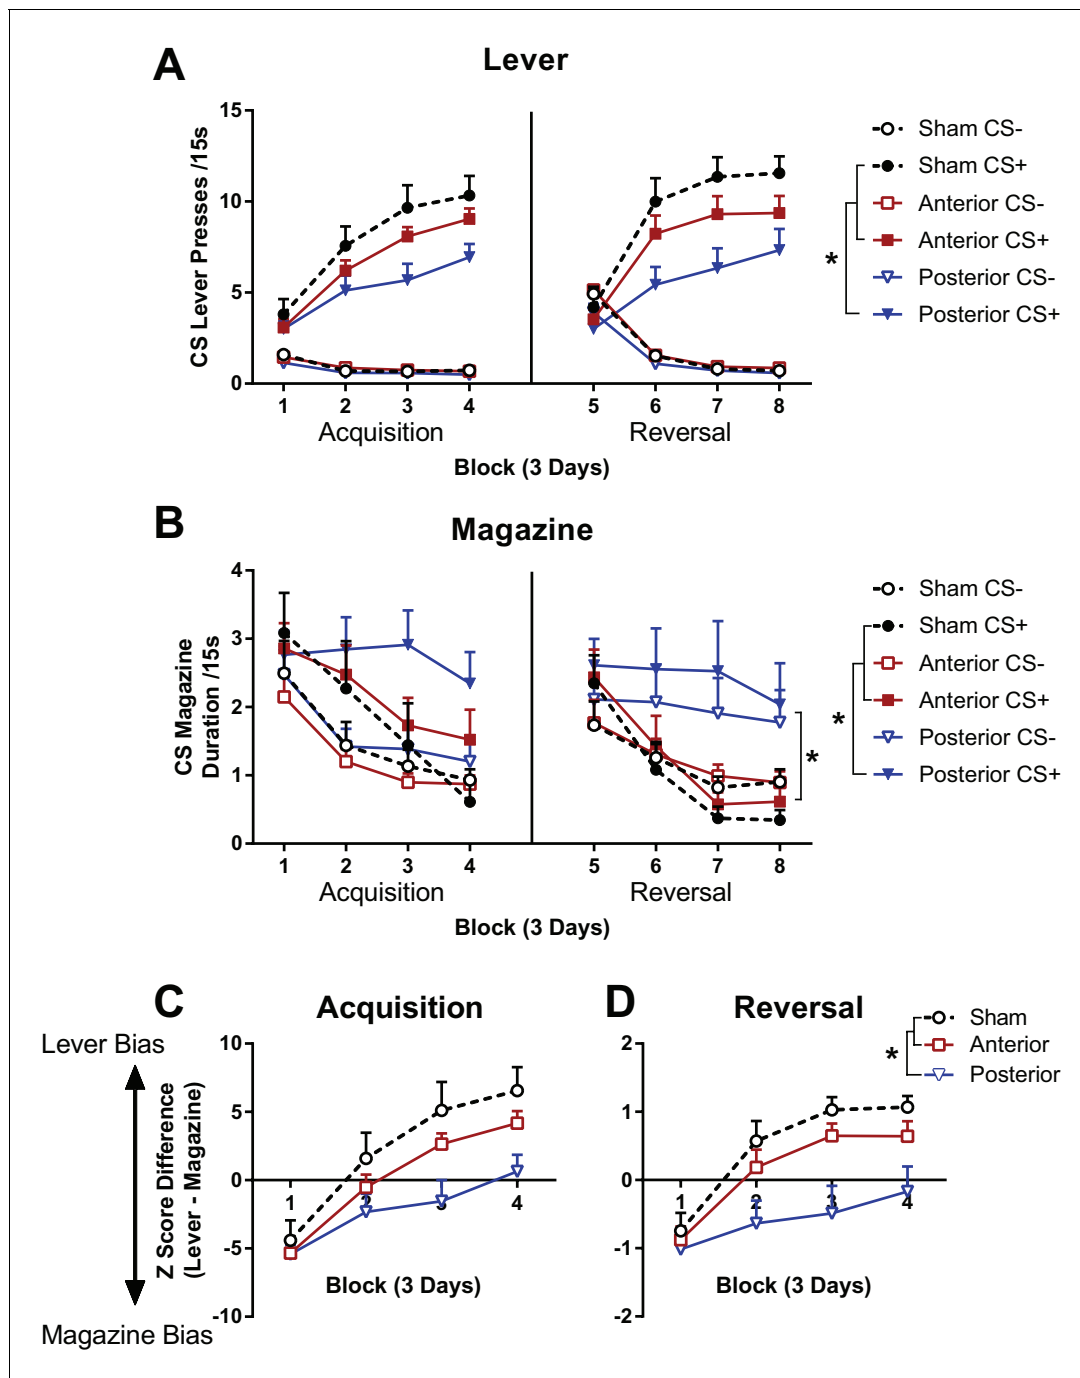 A
Lever
CS Lever Presses /15s
15
10
5
0
1 2 3 4
5 6 7 8
Acquisition
Reversal
Block (3 Days)
Sham CS-
Sham CS+
Anterior CS-
Anterior CS+
Posterior CS-
Posterior CS+
*
B
Magazine
CS Magazine
Duration /15s
4
3
2
1
0
1 2 3 4
5 6 7 8
Acquisition
Reversal
Block (3 Days)
Sham CS-
Sham CS+
Anterior CS-
Anterior CS+
Posterior CS-
Posterior CS+
*
*
C
Acquisition
Lever Bias
Magazine Bias
Z Score Difference
(Lever - Magazine)
10
5
0
-5
-10
1 2 3 4
Block (3 Days)
D
Reversal
2
1
0
-1
-2
1 2 3 4
Block (3 Days)
Sham
Anterior
Posterior
*